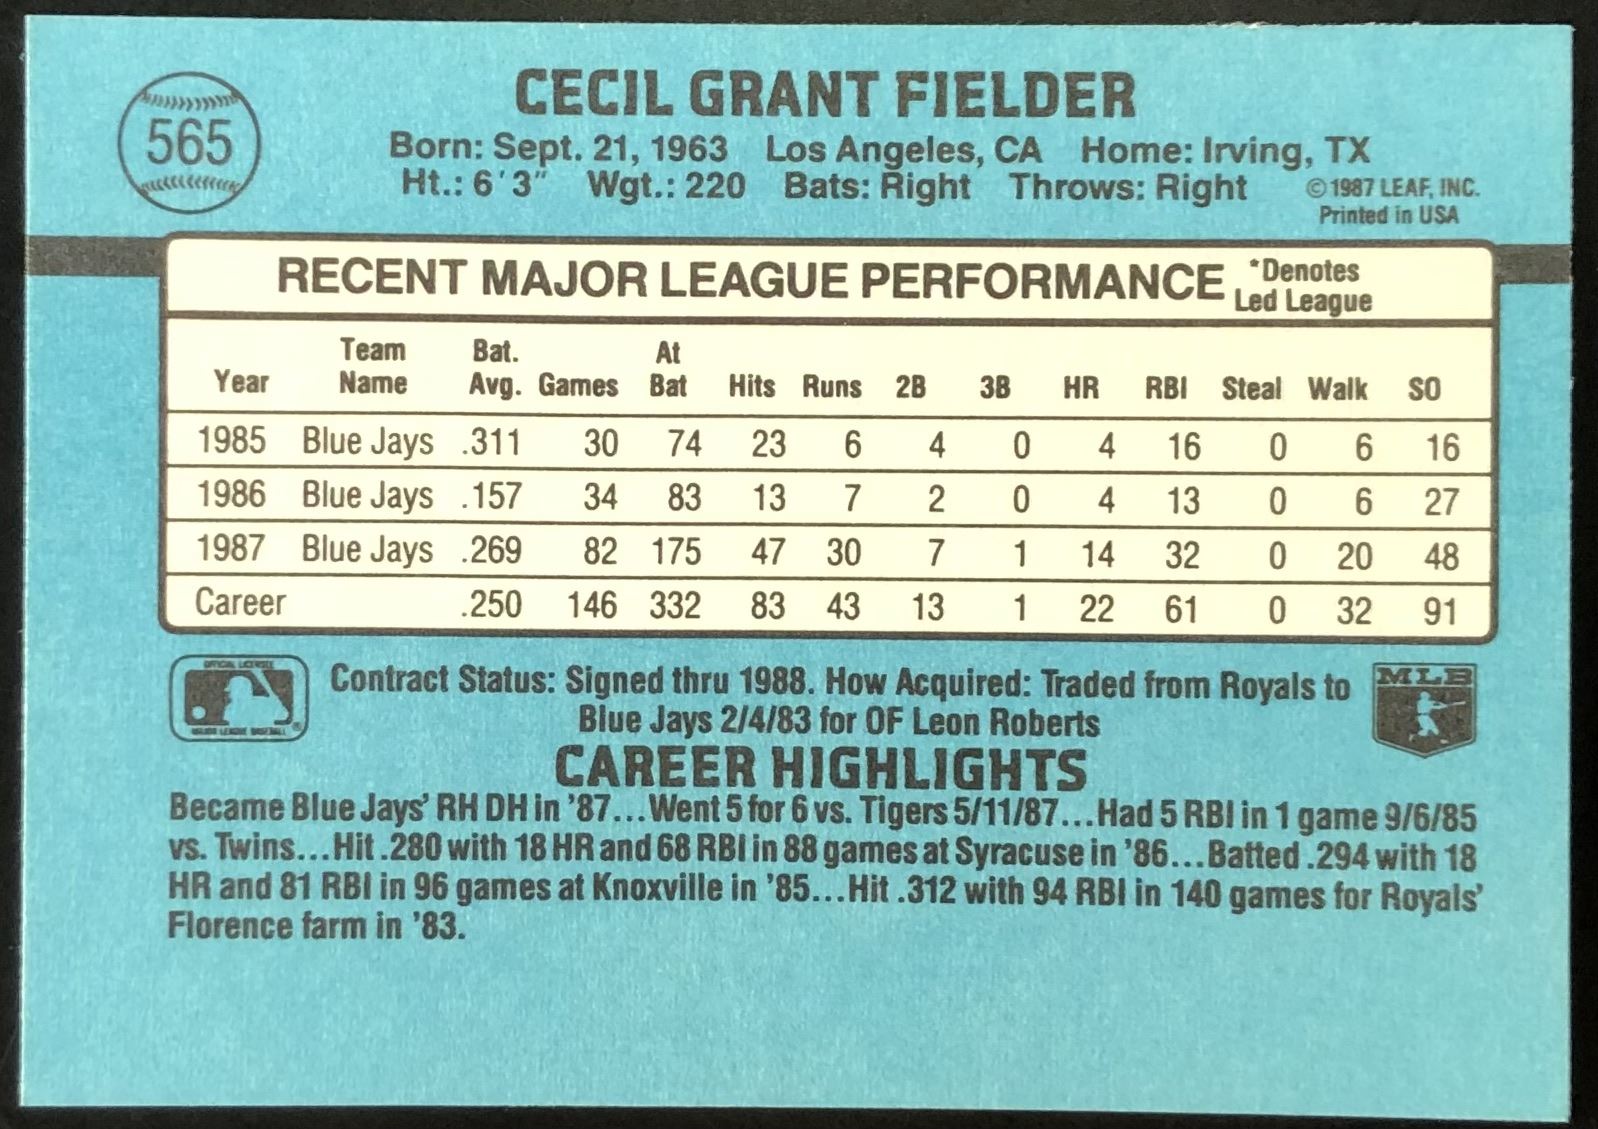 CECIL GRANT FIELDER
565
Born: Sept. 21, 1963 Los Angeles, CA Home: Irving, TX
Ht.: 6'3" Wgt.: 220 Bats: Right Throws: Right
©1987 LEAF, INC.
Printed in USA
RECENT MAJOR LEAGUE PERFORMANCE *Denotes
Led League
Year Team Name Bat. Avg. Games At Bat Hits Runs 2B 3B HR RBI Steal Walk SO
1985 Blue Jays .311 30 74 23 6 4 0 4 16 0 6 16
1986 Blue Jays .157 34 83 13 7 2 0 4 13 0 6 27
1987 Blue Jays .269 82 175 47 30 7 1 14 32 0 20 48
Career .250 146 332 83 43 13 1 22 61 0 32 91
OFFICIAL LICENSEE
MAJOR LEAGUE BASEBALL
Contract Status: Signed thru 1988. How Acquired: Traded from Royals to
Blue Jays 2/4/83 for OF Leon Roberts
MLB
CAREER HIGHLIGHTS
Became Blue Jays' RH DH in '87...Went 5 for 6 vs. Tigers 5/11/87...Had 5 RBI in 1 game 9/6/85
vs. Twins...Hit .280 with 18 HR and 68 RBI in 88 games at Syracuse in '86...Batted .294 with 18
HR and 81 RBI in 96 games at Knoxville in '85...Hit .312 with 94 RBI in 140 games for Royals'
Florence farm in '83.